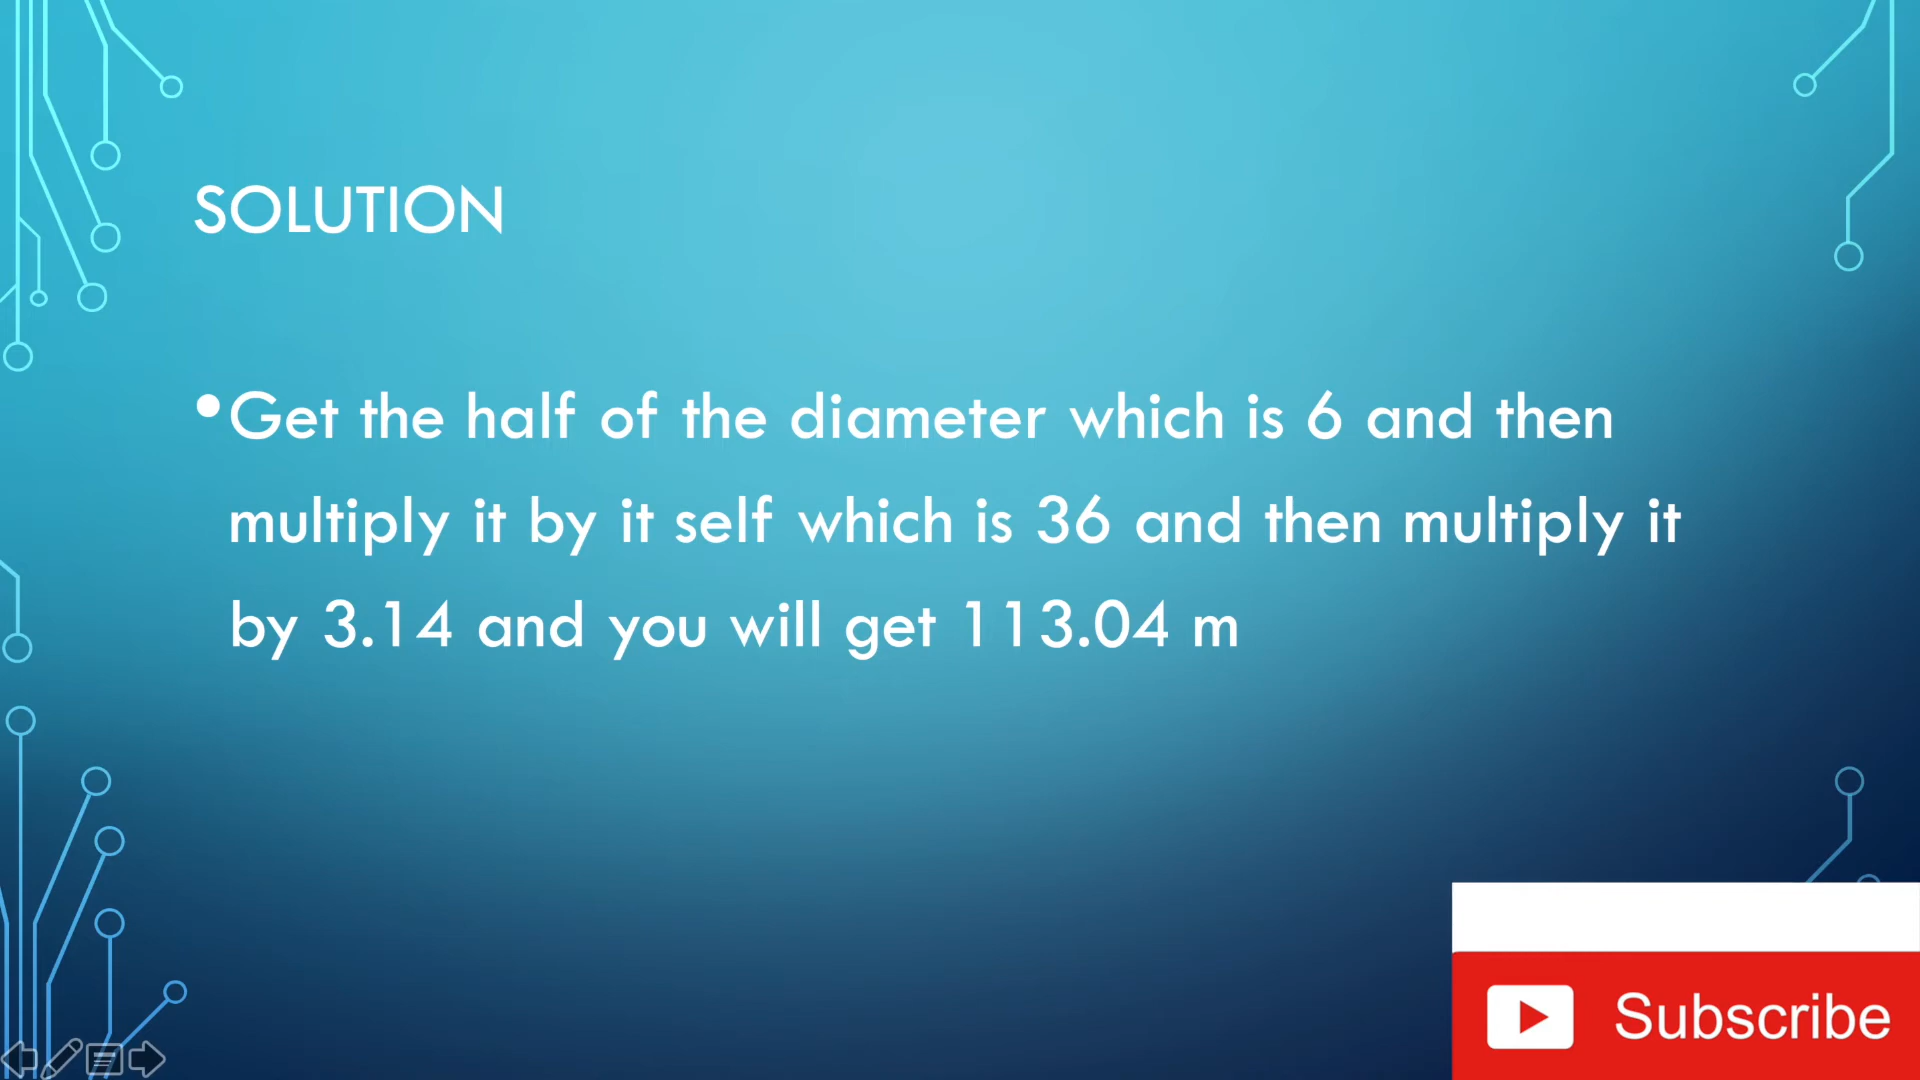 SOLUTION
•Get the half of the diameter which is 6 and then
multiply it by it self which is 36 and then multiply it
by 3.14 and you will get 113.04 m
Subscribe